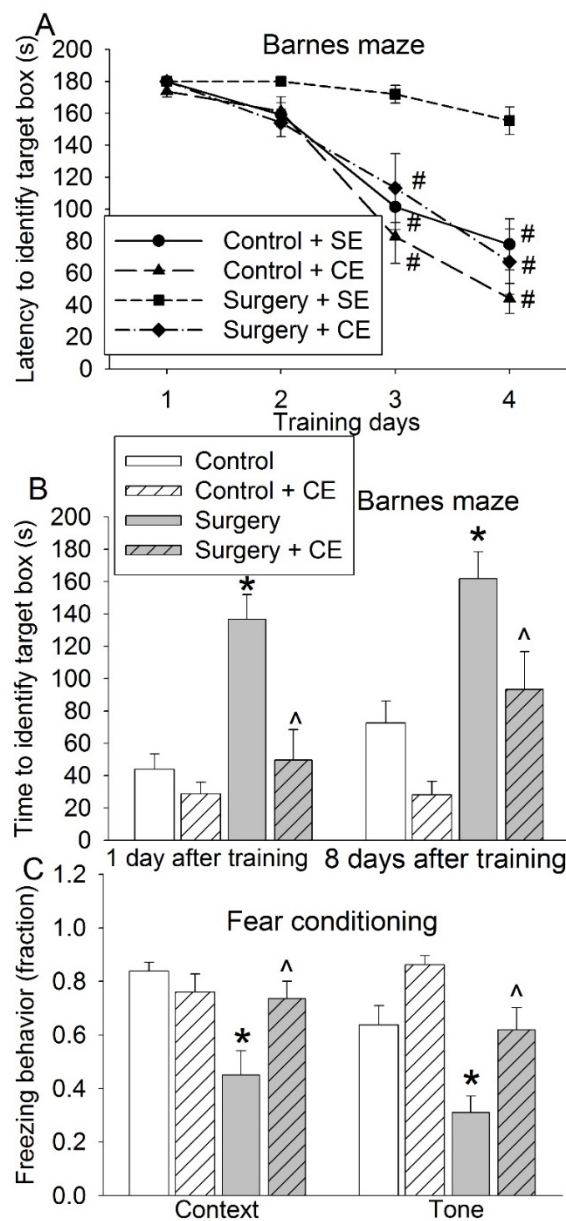 A
Barnes maze
Latency to identify target box (s)
200
180
160
140
120
100
80
60
40
20
0
#
#
#
#
#
#
Control + SE
Control + CE
Surgery + SE
Surgery + CE
1 2 3 4
Training days
Control
Control + CE
Surgery
Surgery + CE
B
Barnes maze
Time to identify target box (s)
200
180
160
140
120
100
80
60
40
20
0
*
^
*
^
1 day after training 8 days after training
C
Fear conditioning
Freezing behavior (fraction)
1.2
1.0
0.8
0.6
0.4
0.2
0.0
*
^
*
^
Context Tone